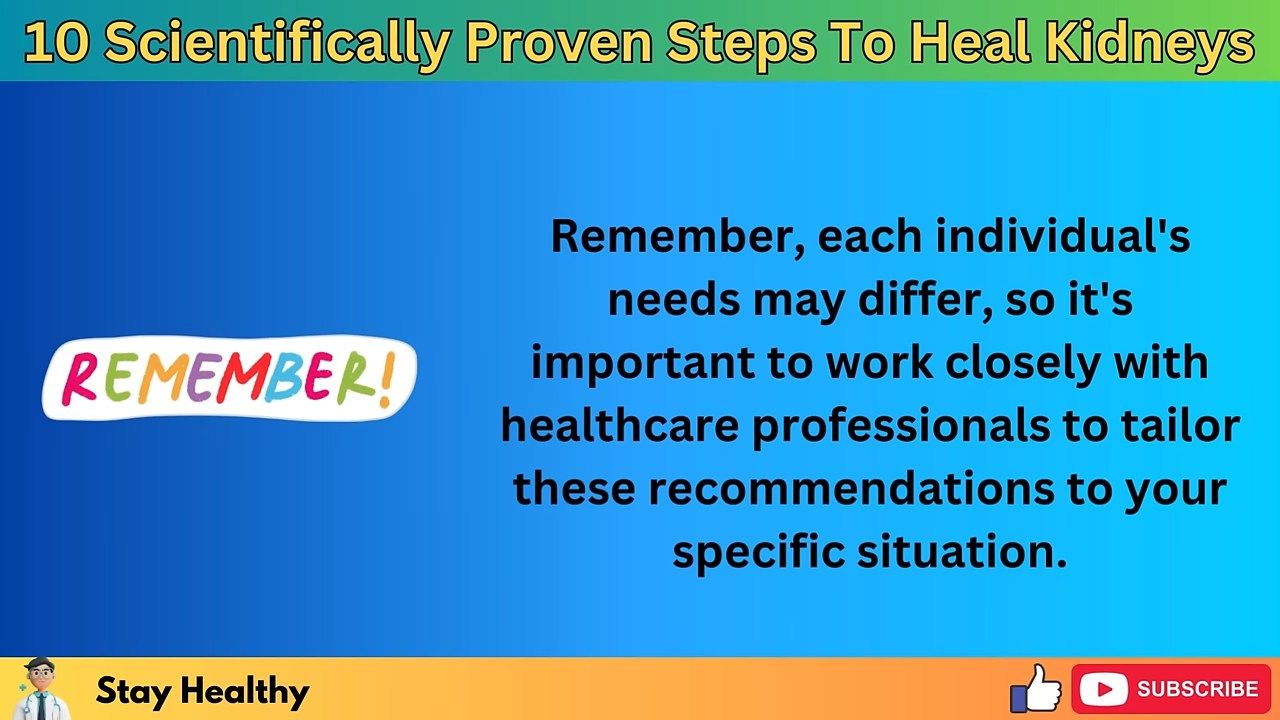 10 Scientifically Proven Steps To Heal Kidneys
Remember, each individual's
needs may differ, so it's
important to work closely with
healthcare professionals to tailor
these recommendations to your
specific situation.
REMEMBER!
Stay Healthy
SUBSCRIBE